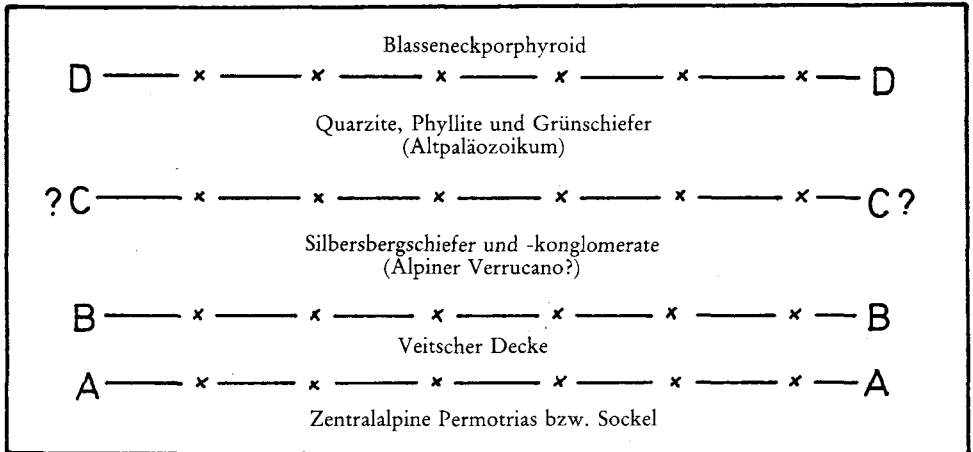 Blasseneckporphyroid
D D
Quarzite, Phyllite und Grünschiefer
(Altpaläozoikum)
? C C ?
Silbersbergschiefer und -konglomerate
(Alpiner Verrucano?)
B B
Veitscher Decke
A A
Zentralalpine Permotrias bzw. Sockel